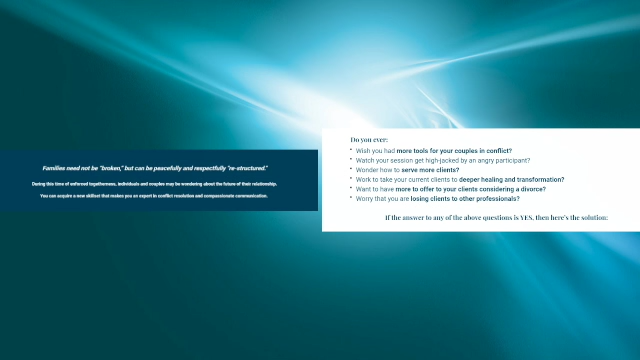 Families need not be "broken," but can be peacefully and respectfully "re-structured."
During this time of enforced togetherness, individuals and couples may be wondering about the future of their relationship.
You can acquire a new skillset that makes you an expert in conflict resolution and compassionate communication.
Do you ever:
• Wish you had more tools for your couples in conflict?
• Watch your session get high-jacked by an angry participant?
• Wonder how to serve more clients?
• Work to take your current clients to deeper healing and transformation?
• Want to have more to offer to your clients considering a divorce?
• Worry that you are losing clients to other professionals?
If the answer to any of the above questions is YES, then here's the solution: